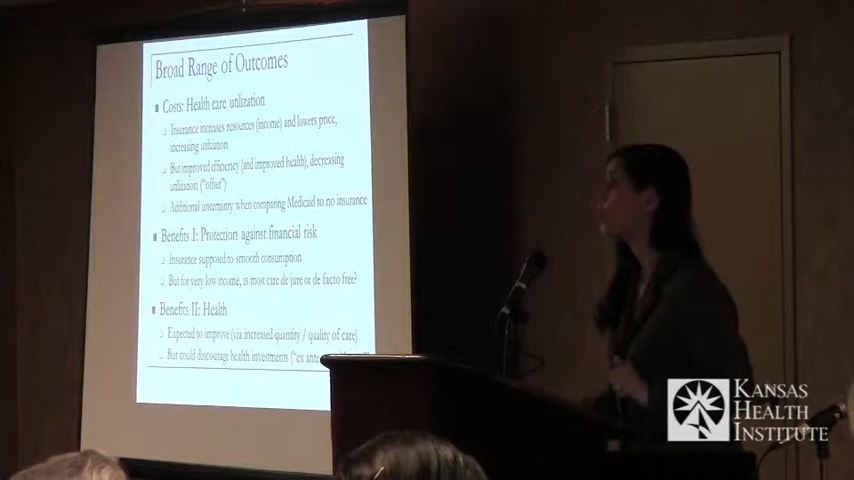 Broad Range of Outcomes
Costs: Health care utilization
Insurance increases resources (income) and lowers price,
increasing utilization
But improved efficiency (and improved health), decreasing
utilization ("offset")
Additional uncertainty when comparing Medicaid to no insurance
Benefits I: Protection against financial risk
Insurance supposed to smooth consumption
But for very low income, is most care de jure or de facto free?
Benefits II: Health
Expected to improve (via increased quantity / quality of care)
But could discourage health investments ("ex ante
KANSAS
HEALTH
INSTITUTE